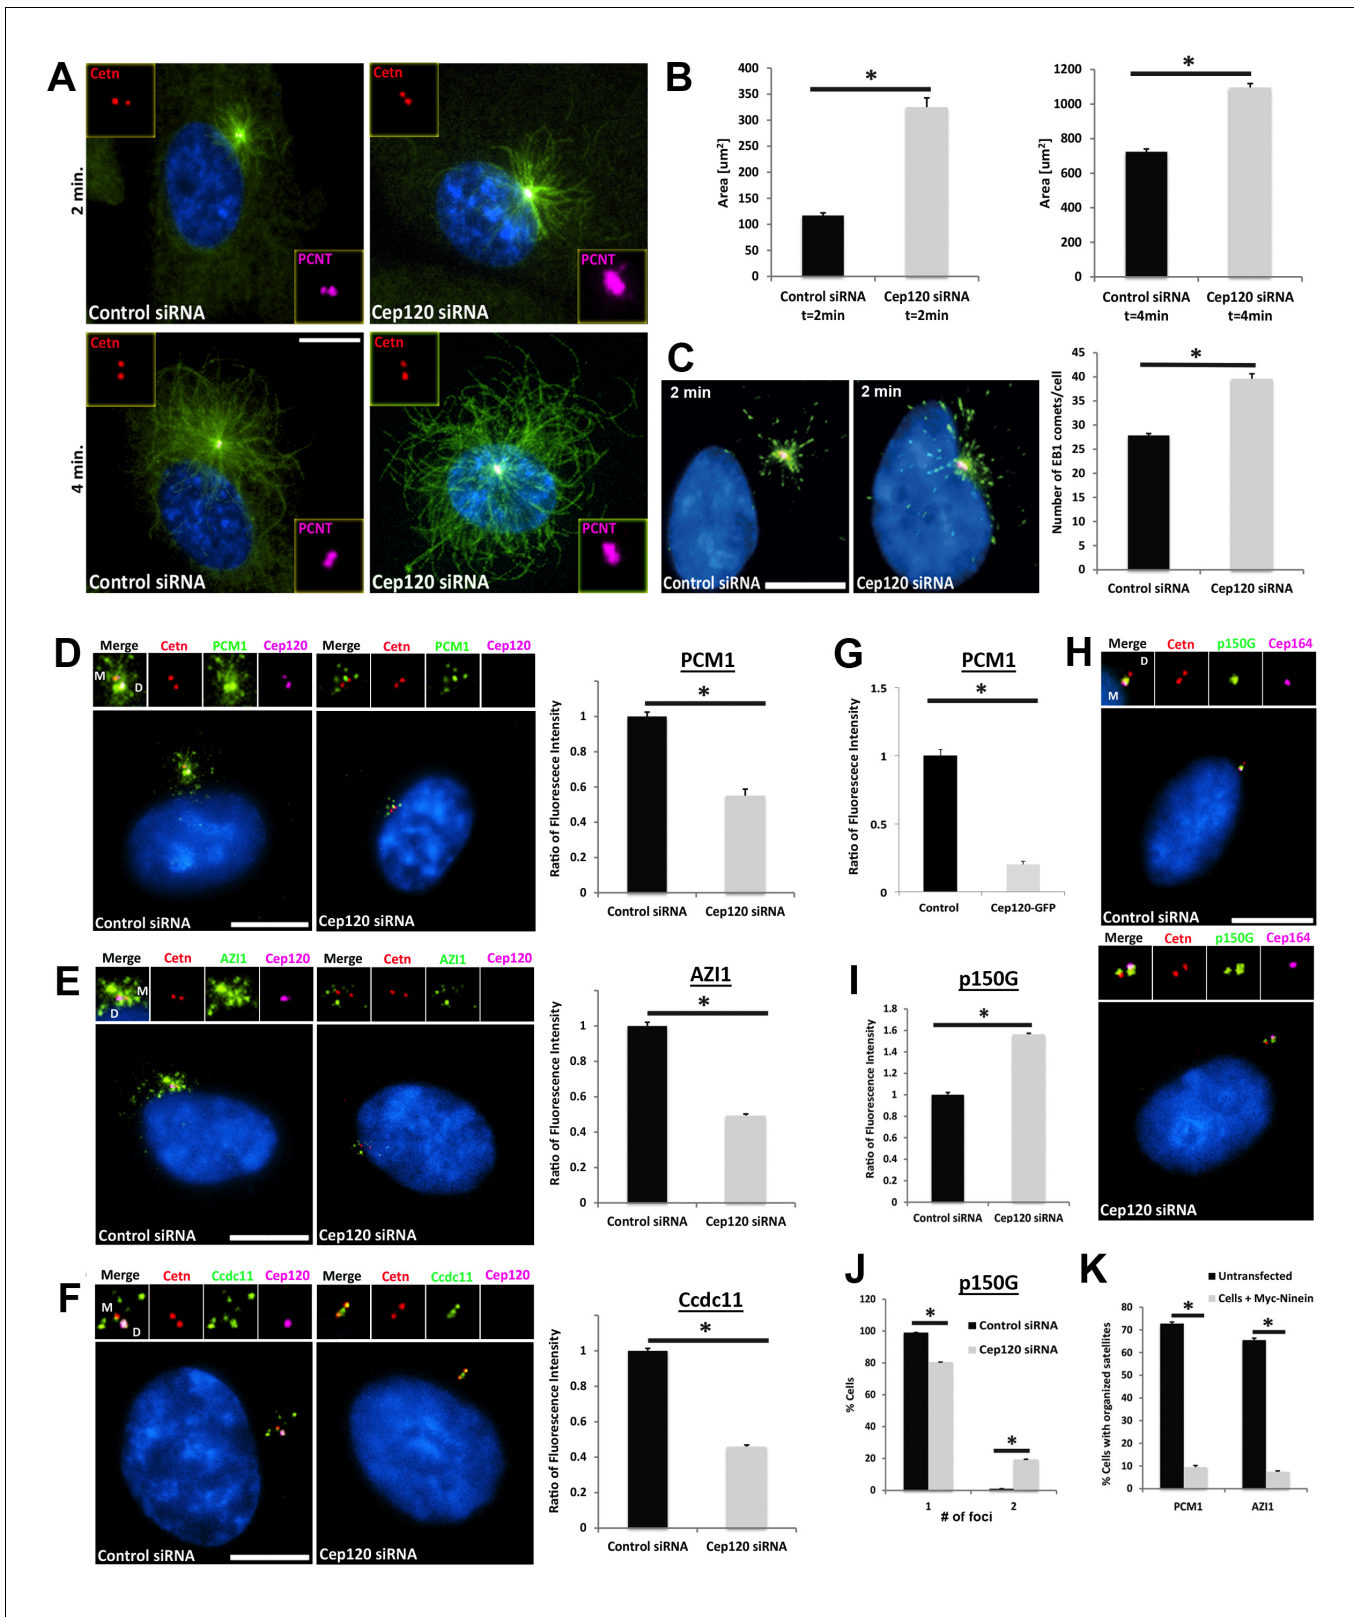 A
2 min.
Cetn
PCNT
Control siRNA
Cetn
PCNT
Cep120 siRNA
4 min.
Cetn
PCNT
Control siRNA
Cetn
PCNT
Cep120 siRNA
B
Area [um²]
400
350
300
250
200
150
100
50
0
*
Control siRNA Cep120 siRNA
t=2min t=2min
Area [um²]
1200
1000
800
600
400
200
0
*
Control siRNA Cep120 siRNA
t=4min t=4min
C
2 min
Control siRNA
2 min
Cep120 siRNA
Number of EB1 comets/cell
45
40
35
30
25
20
15
10
5
0
*
Control siRNA Cep120 siRNA
D
Merge Cetn PCM1 Cep120 Merge Cetn PCM1 Cep120
M
D
Control siRNA
Cep120 siRNA
PCM1
Ratio of Fluorescece Intensity
1
0.8
0.6
0.4
0.2
0
*
Control siRNA Cep120 siRNA
E
Merge Cetn AZI1 Cep120 Merge Cetn AZI1 Cep120
M
D
Control siRNA
Cep120 siRNA
AZI1
Ratio of Fluorescence Intensity
1
0.8
0.6
0.4
0.2
0
*
Control siRNA Cep120 siRNA
F
Merge Cetn Ccdc11 Cep120 Merge Cetn Ccdc11 Cep120
M
D
Control siRNA
Cep120 siRNA
Ccdc11
Ratio of Fluorescence Intensity
1
0.8
0.6
0.4
0.2
0
*
Control siRNA Cep120 siRNA
G
PCM1
Ratio of Fluorescece Intensity
1.5
1
0.5
0
*
Control Cep120-GFP
H
Merge Cetn p150G Cep164
D
M
Control siRNA
Merge Cetn p150G Cep164
Cep120 siRNA
I
p150G
Ratio of Fluorescence Intensity
1.8
1.6
1.4
1.2
1
0.8
0.6
0.4
0.2
0
*
Control siRNA Cep120 siRNA
J
p150G
% Cells
120
100
80
60
40
20
0
*
*
Control siRNA
Cep120 siRNA
1 2
# of foci
K
Untransfected
Cells + Myc-Ninein
% Cells with organized satellites
80
70
60
50
40
30
20
10
0
*
*
PCM1 AZI1